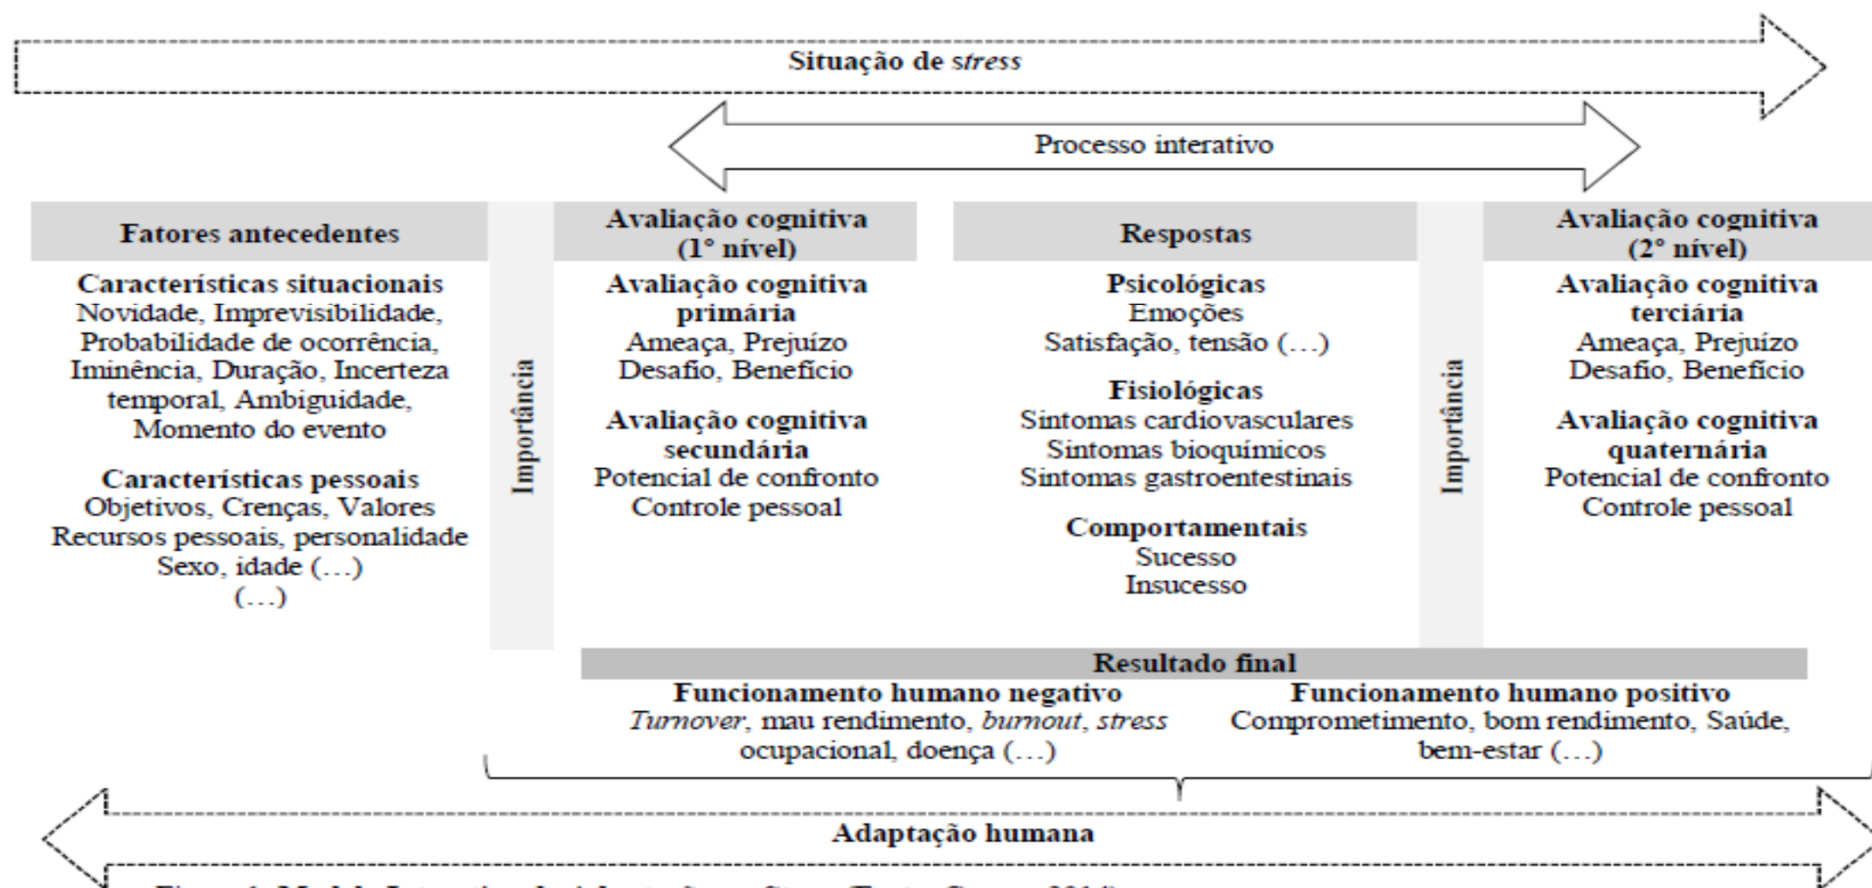 Situação de stress
Processo interativo
Fatores antecedentes
Características situacionais
Novidade, Imprevisibilidade,
Probabilidade de ocorrência,
Iminência, Duração, Incerteza
temporal, Ambiguidade,
Momento do evento
Características pessoais
Objetivos, Crenças, Valores
Recursos pessoais, personalidade
Sexo, idade (…)
(…)
Importância
Avaliação cognitiva
(1° nível)
Avaliação cognitiva
primária
Ameaça, Prejuízo
Desafio, Benefício
Avaliação cognitiva
secundária
Potencial de confronto
Controle pessoal
Respostas
Psicológicas
Emoções
Satisfação, tensão (…)
Fisiológicas
Sintomas cardiovasculares
Sintomas bioquímicos
Sintomas gastroentestinais
Comportamentais
Sucesso
Insucesso
Importância
Avaliação cognitiva
(2° nível)
Avaliação cognitiva
terciária
Ameaça, Prejuízo
Desafio, Benefício
Avaliação cognitiva
quaternária
Potencial de confronto
Controle pessoal
Resultado final
Funcionamento humano negativo
Turnover, mau rendimento, burnout, stress
ocupacional, doença (…)
Funcionamento humano positivo
Comprometimento, bom rendimento, Saúde,
bem-estar (…)
Adaptação humana